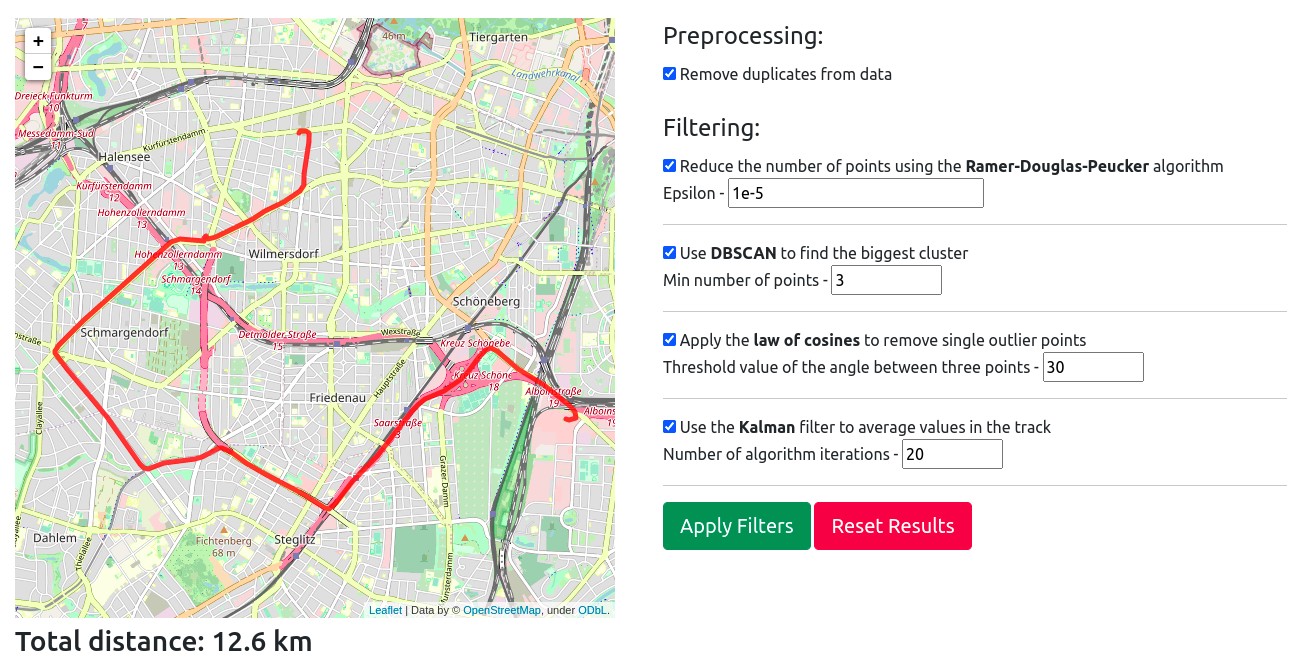 +
−
46 m
Tiergarten
Landwehrkanal
Dreieck Funkturm
10
Messedamm-Süd
11
Kurfürstendamm
Halensee
Kurfürstendamm
12
Hohenzollerndamm
13
Hohenzollerndamm
13
Wilmersdorf
Schmargendorf
14
Schöneberg
Schmargendorf
Detmolder Straße
15
Wexstraße
Kreuz Schönebe
Kreuz Schöne
18
Hauptstraße
Friedenau
Alboinstraße
19
Alboins
19
Saarstraße
Clayallee
Grazer Damm
Dahlem
Thielallee
Fichtenberg
68 m
Steglitz
Leaflet | Data by © OpenStreetMap, under ODbL.
Total distance: 12.6 km
Preprocessing:
Remove duplicates from data
Filtering:
Reduce the number of points using the Ramer-Douglas-Peucker algorithm
Epsilon - 1e-5
Use DBSCAN to find the biggest cluster
Min number of points - 3
Apply the law of cosines to remove single outlier points
Threshold value of the angle between three points - 30
Use the Kalman filter to average values in the track
Number of algorithm iterations - 20
Apply Filters Reset Results